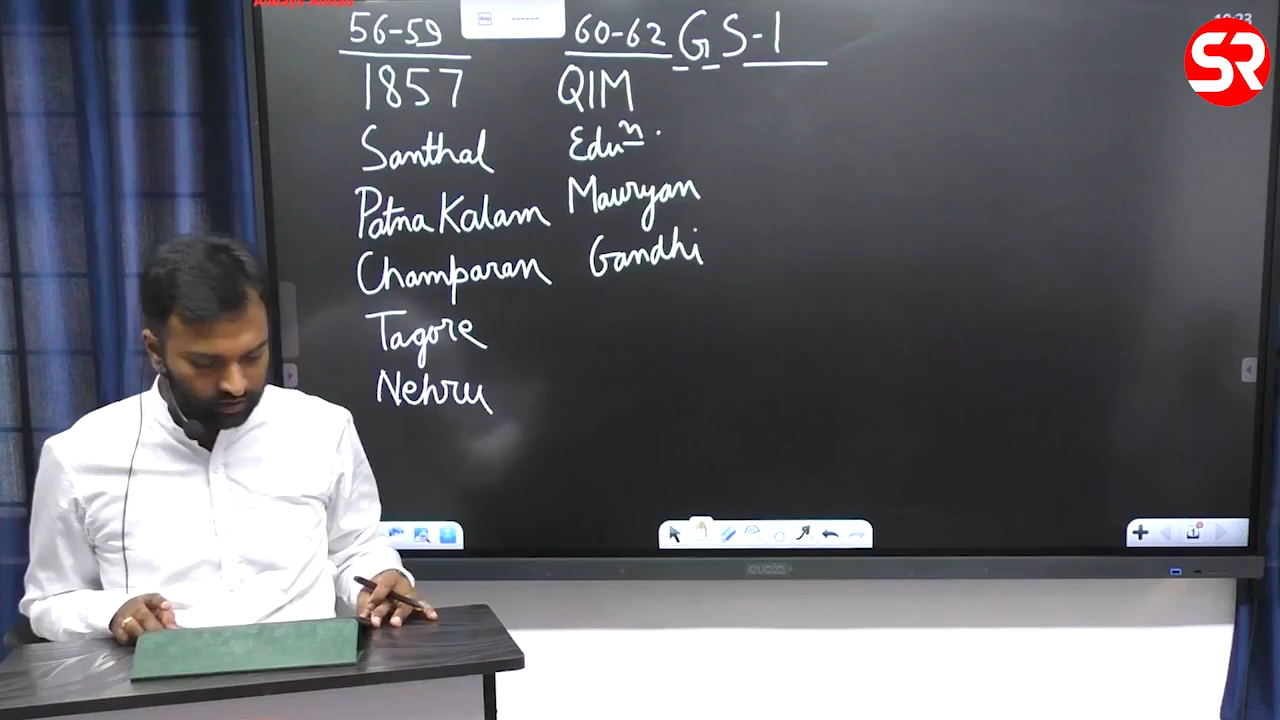 56-59
1857
Santhal
Patna Kalam
Champaran
Tagore
Nehru
60-62
QIM
Eduⁿ.
Mauryan
Gandhi
GS-1
SR